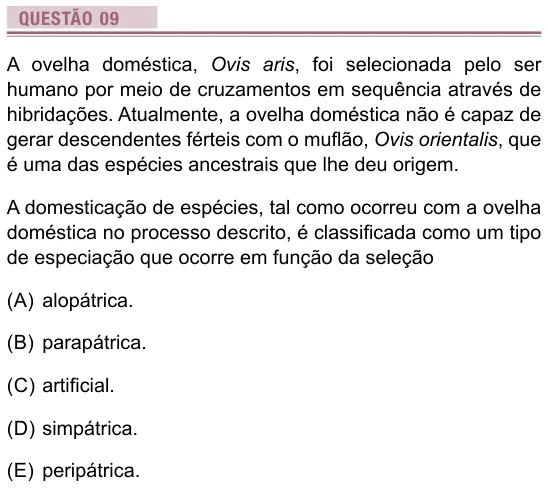 QUESTÃO 09
A ovelha doméstica, Ovis aris, foi selecionada pelo ser
humano por meio de cruzamentos em sequência através de
hibridações. Atualmente, a ovelha doméstica não é capaz de
gerar descendentes férteis com o muflão, Ovis orientalis, que
é uma das espécies ancestrais que lhe deu origem.
A domesticação de espécies, tal como ocorreu com a ovelha
doméstica no processo descrito, é classificada como um tipo
de especiação que ocorre em função da seleção
(A) alopátrica.
(B) parapátrica.
(C) artificial.
(D) simpátrica.
(E) peripátrica.